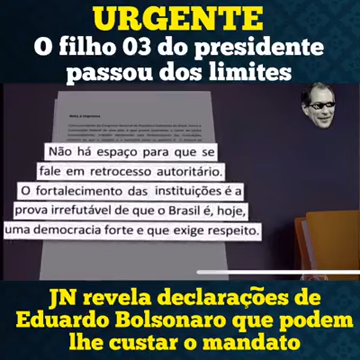 URGENTE
O filho 03 do presidente
passou dos limites
Não há espaço para que se
fale em retrocesso autoritário.
O fortalecimento das instituições é a
prova irrefutável de que o Brasil é, hoje,
uma democracia forte e que exige respeito.
JN revela declarações de
Eduardo Bolsonaro que podem
lhe custar o mandato